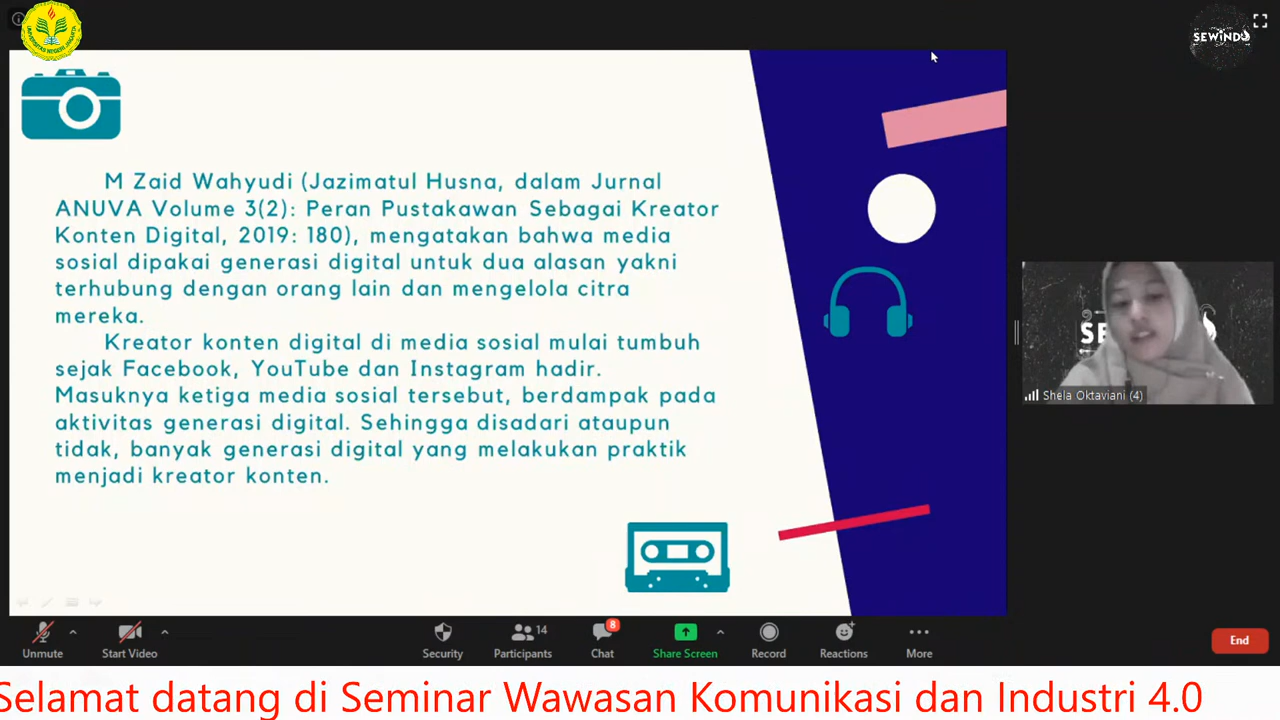 UNIVERSITAS NEGERI JAKARTA
SEWINDU
M Zaid Wahyudi (Jazimatul Husna, dalam Jurnal
ANUVA Volume 3(2): Peran Pustakawan Sebagai Kreator
Konten Digital, 2019: 180), mengatakan bahwa media
sosial dipakai generasi digital untuk dua alasan yakni
terhubung dengan orang lain dan mengelola citra
mereka.
Kreator konten digital di media sosial mulai tumbuh
sejak Facebook, YouTube dan Instagram hadir.
Masuknya ketiga media sosial tersebut, berdampak pada
aktivitas generasi digital. Sehingga disadari ataupun
tidak, banyak generasi digital yang melakukan praktik
menjadi kreator konten.
Shela Oktaviani (4)
Unmute
Start Video
Security
14
Participants
8
Chat
Share Screen
Record
Reactions
More
End
Selamat datang di Seminar Wawasan Komunikasi dan Industri 4.0